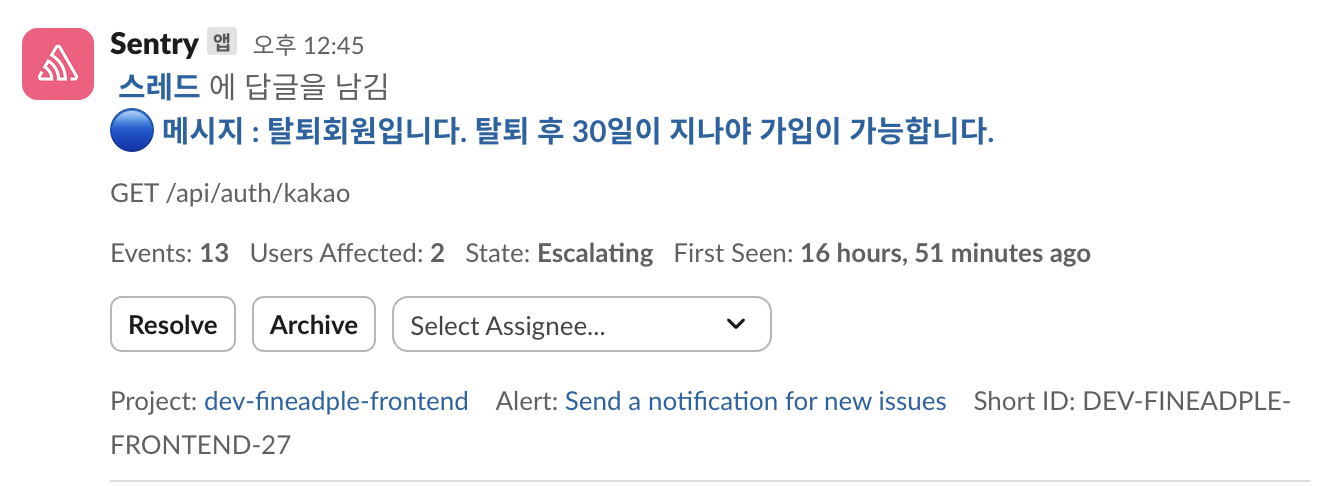 Sentry 앱 오후 12:45
스레드 에 답글을 남김
메시지 : 탈퇴회원입니다. 탈퇴 후 30일이 지나야 가입이 가능합니다.
GET /api/auth/kakao
Events: 13 Users Affected: 2 State: Escalating First Seen: 16 hours, 51 minutes ago
Resolve Archive Select Assignee...
Project: dev-fineadple-frontend Alert: Send a notification for new issues Short ID: DEV-FINEADPLE-
FRONTEND-27